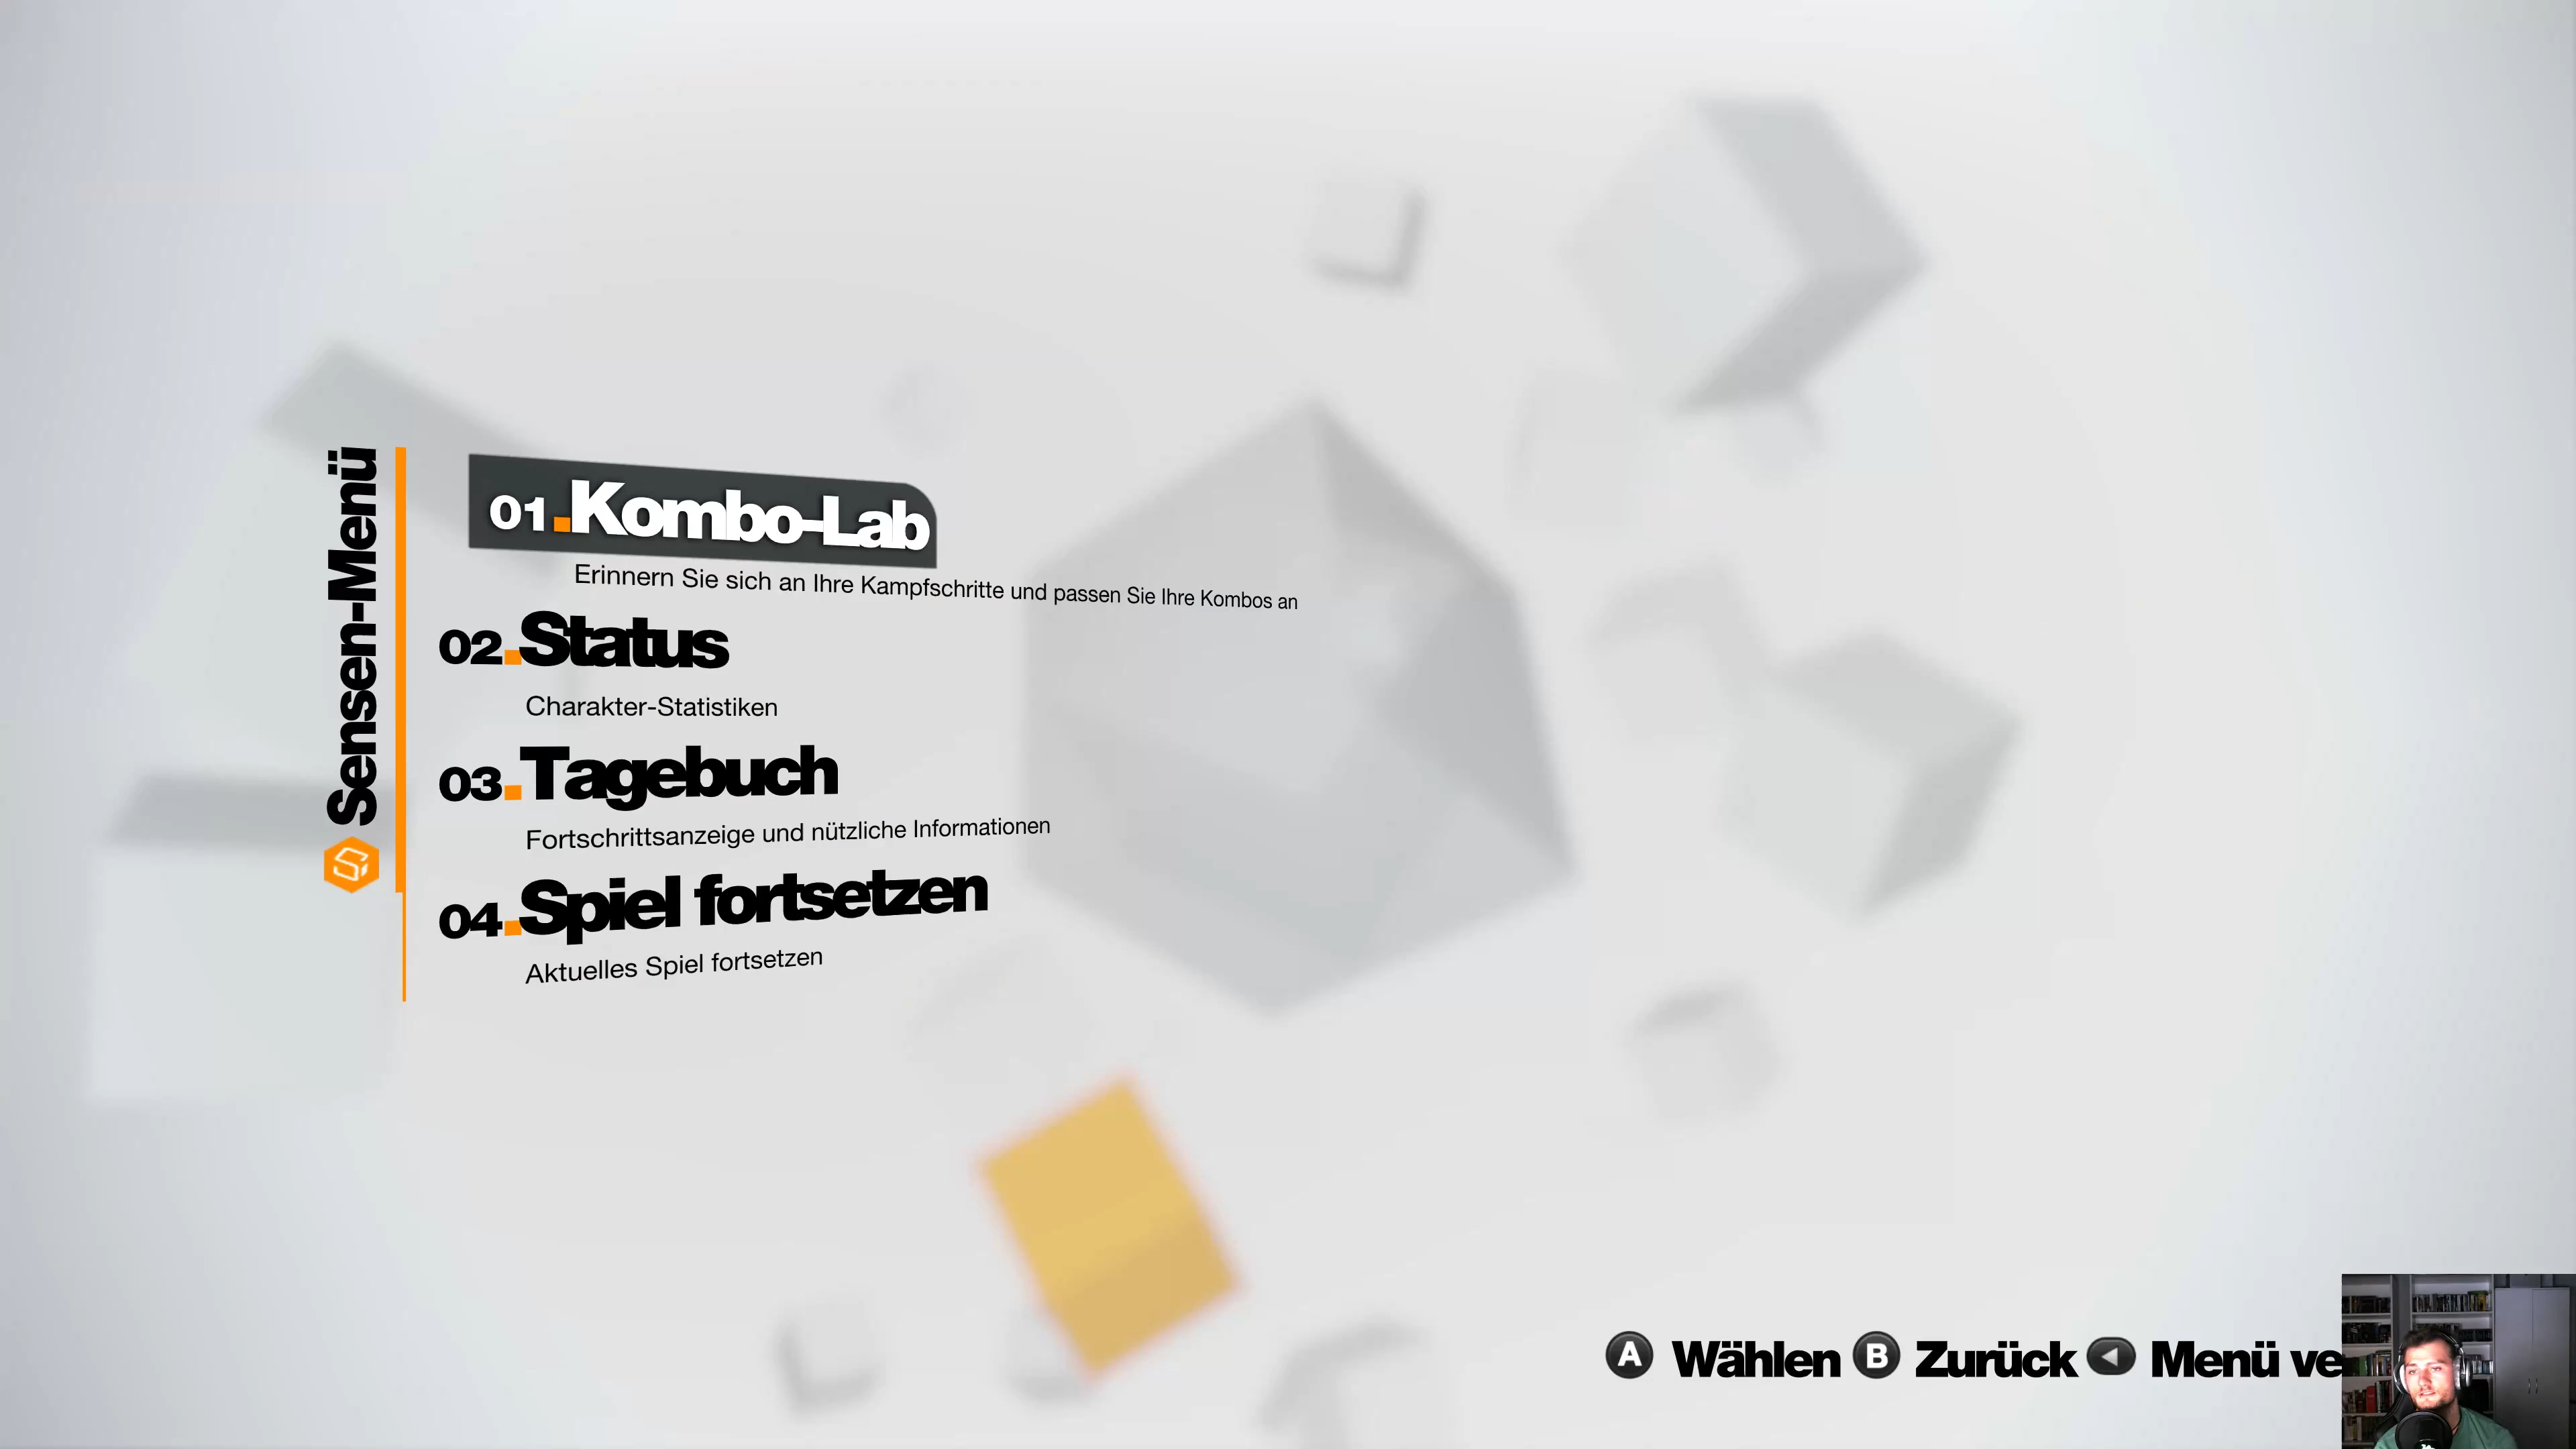 Sensen-Menü
01.Kombo-Lab
Erinnern Sie sich an Ihre Kampfschritte und passen Sie Ihre Kombos an
02.Status
Charakter-Statistiken
03.Tagebuch
Fortschrittsanzeige und nützliche Informationen
04.Spiel fortsetzen
Aktuelles Spiel fortsetzen
A Wählen B Zurück Menü ve